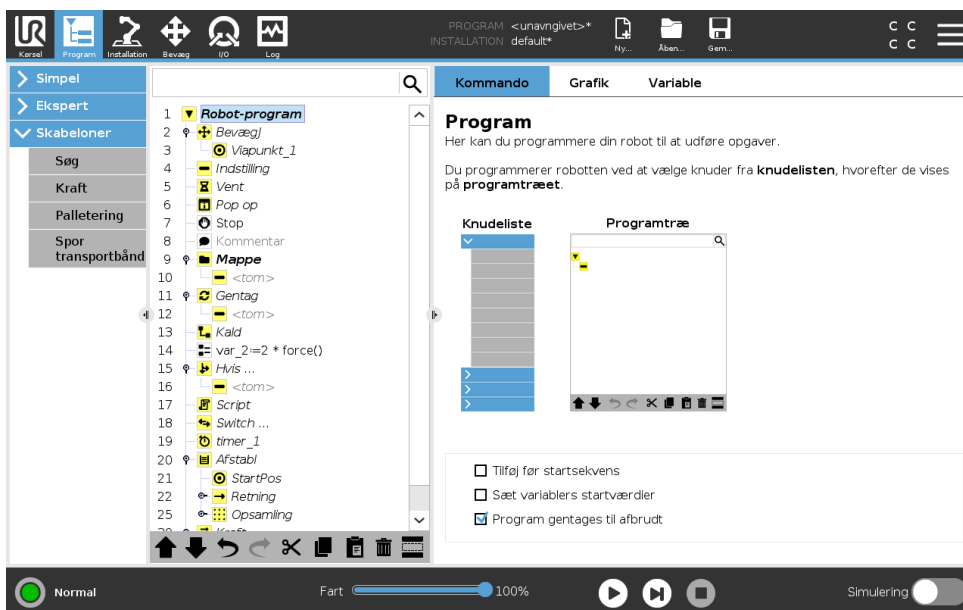 PROGRAM <unavngivet>*
INSTALLATION default*
Kørsel
Program
Installation
Bevæg
I/O
Log
Ny...
Åben...
Gem...
C C
C C
Simpel
Ekspert
Skabeloner
Søg
Kraft
Palletering
Spor
transportbånd
1 Robot-program
2 BevægJ
3 Viapunkt_1
4 Indstilling
5 Vent
6 Pop op
7 Stop
8 Kommentar
9 Mappe
10 <tom>
11 Gentag
12 <tom>
13 Kald
14 var_2:=2 * force()
15 Hvis ...
16 <tom>
17 Script
18 Switch ...
19 timer_1
20 Afstabl
21 StartPos
22 Retning
25 Opsamling
29 Kraft
Kommando
Grafik
Variable
Program
Her kan du programmere din robot til at udføre opgaver.
Du programmerer robotten ved at vælge knuder fra knudelisten, hvorefter de vises
på programtræet.
Knudeliste
Programtræ
Tilføj før startsekvens
Sæt variablers startværdier
Program gentages til afbrudt
Normal
Fart
100%
Simulering